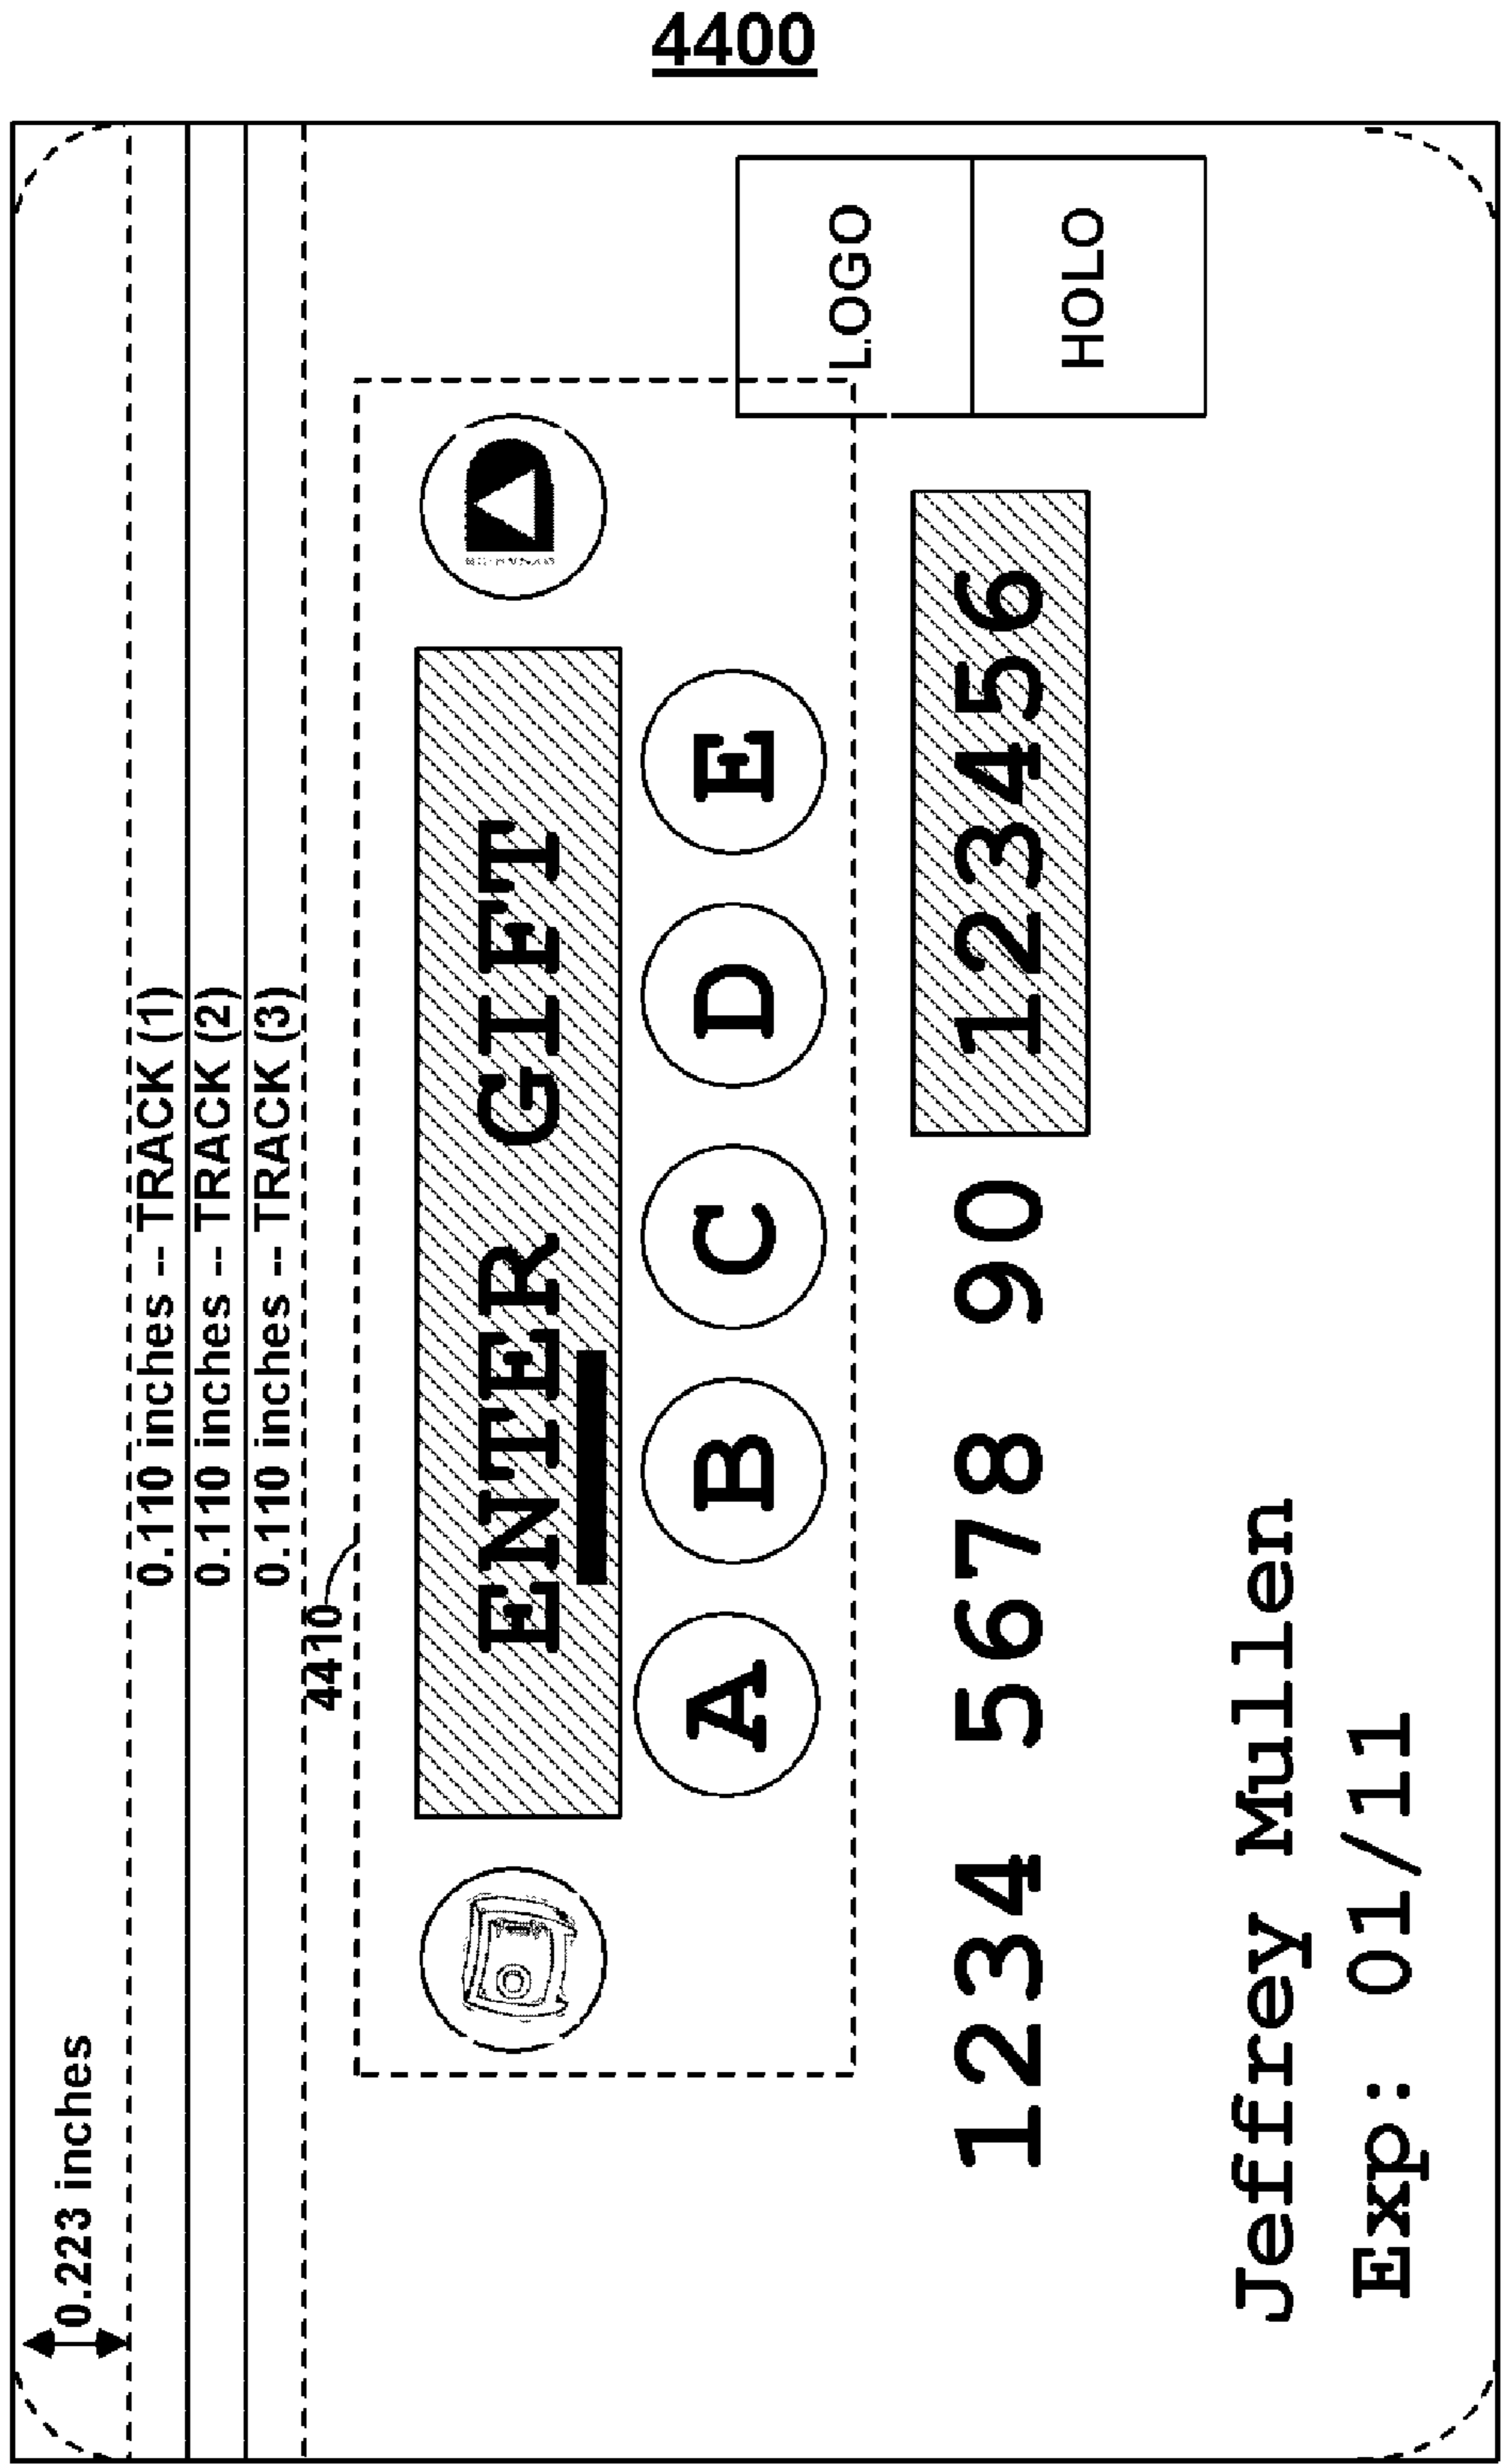 4400
0.223 inches
0.110 inches -- TRACK (1)
0.110 inches -- TRACK (2)
0.110 inches -- TRACK (3)
4410
ENTER GIFT
A B C D E
LOGO
1234 5678 90 123456
HOLO
Jeffrey Mullen
Exp: 01/11